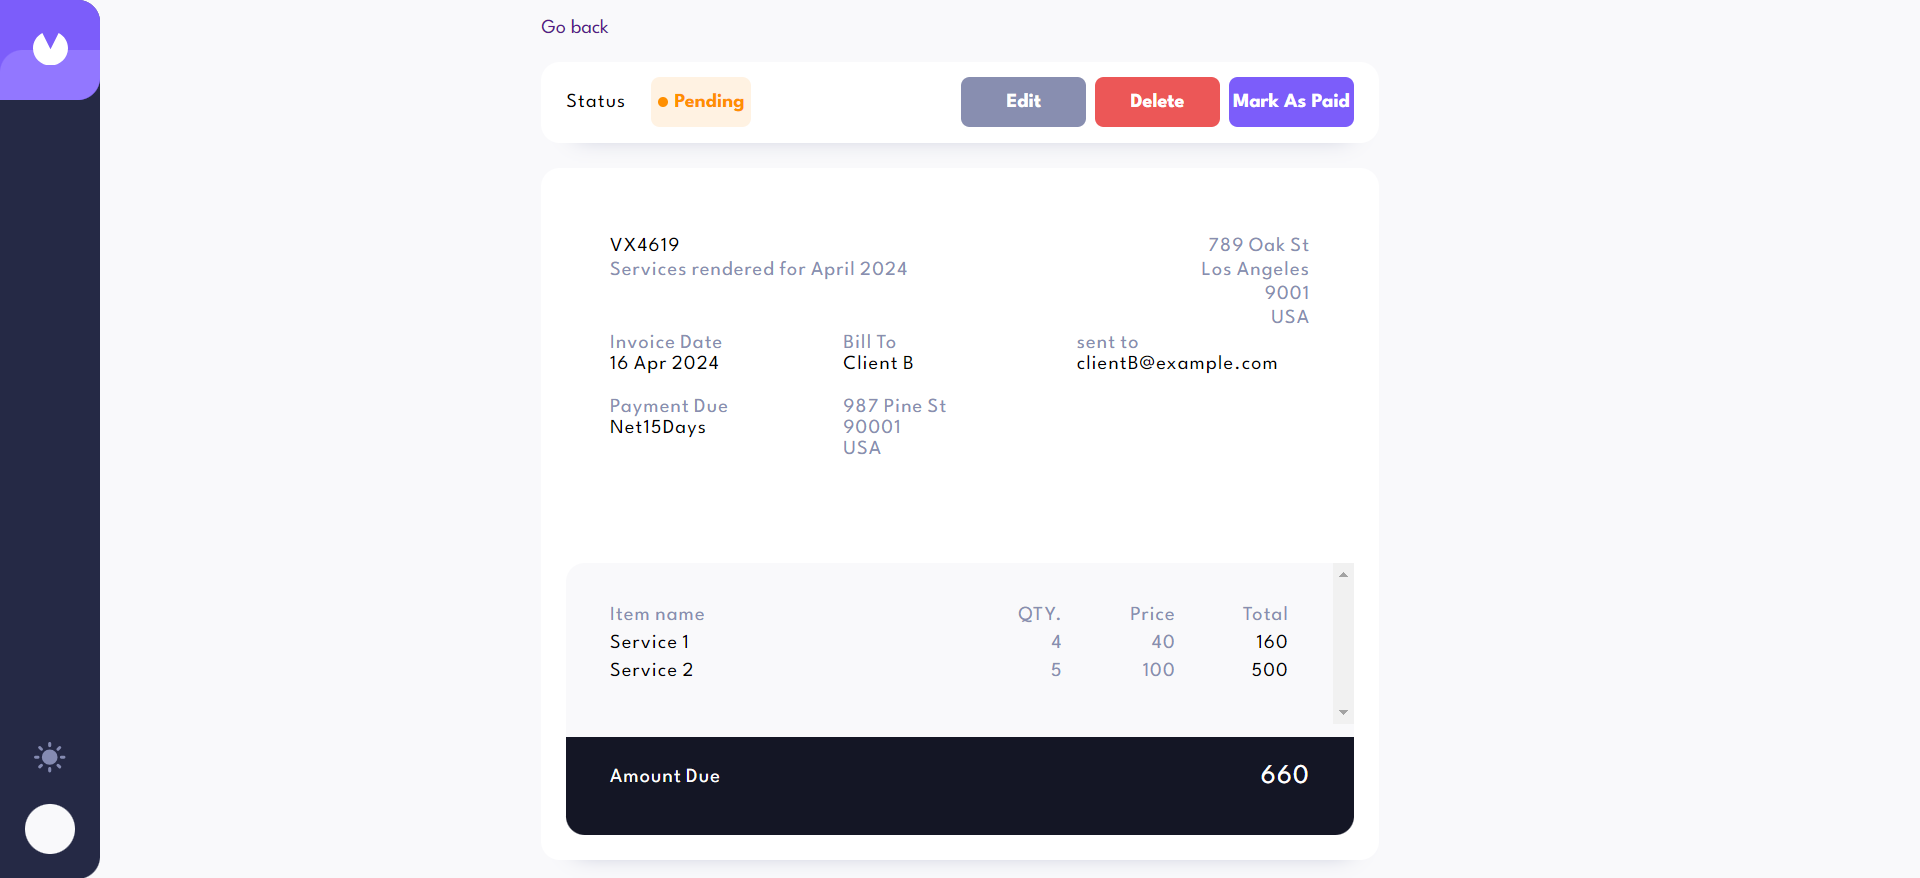 Go back
Status
Pending
Edit
Delete
Mark As Paid
VX4619
Services rendered for April 2024
789 Oak St
Los Angeles
9001
USA
Invoice Date
16 Apr 2024
Payment Due
Net15Days
Bill To
Client B
987 Pine St
90001
USA
sent to
clientB@example.com
Item name QTY. Price Total
Service 1 4 40 160
Service 2 5 100 500
Amount Due 660